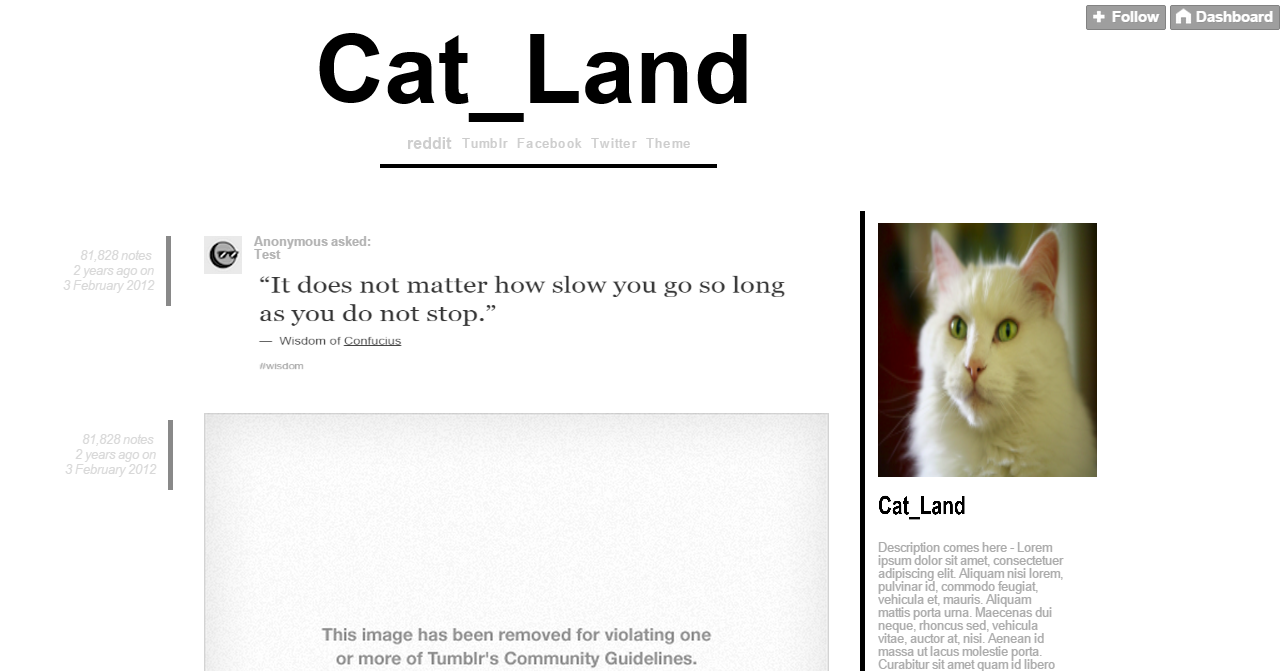 Follow
Dashboard
Cat_Land
reddit Tumblr Facebook Twitter Theme
81,828 notes
2 years ago on
3 February 2012
Anonymous asked:
Test
“It does not matter how slow you go so long
as you do not stop.”
— Wisdom of Confucius
#wisdom
81,828 notes
2 years ago on
3 February 2012
This image has been removed for violating one
or more of Tumblr's Community Guidelines.
Cat_Land
Description comes here - Lorem
ipsum dolor sit amet, consectetuer
adipiscing elit. Aliquam nisi lorem,
pulvinar id, commodo feugiat,
vehicula et, mauris. Aliquam
mattis porta urna. Maecenas dui
neque, rhoncus sed, vehicula
vitae, auctor at, nisi. Aenean id
massa ut lacus molestie porta.
Curabitur sit amet quam id libero